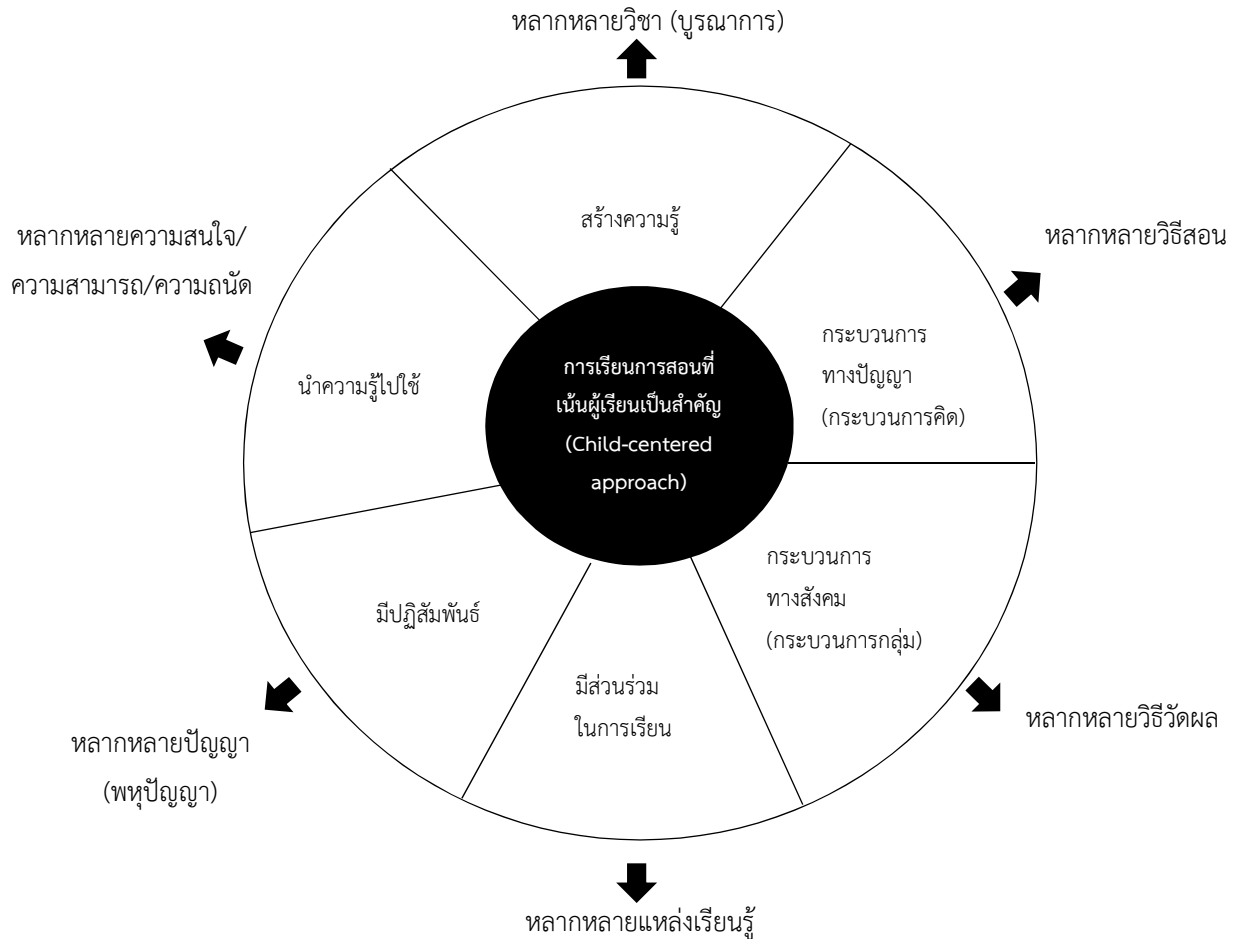 หลากหลายวิชา (บูรณาการ)
หลากหลายความสนใจ/
ความสามารถ/ความถนัด
หลากหลายวิธีสอน
สร้างความรู้
กระบวนการ
ทางปัญญา
(กระบวนการคิด)
นำความรู้ไปใช้
การเรียนการสอนที่
เน้นผู้เรียนเป็นสำคัญ
(Child-centered
approach)
กระบวนการ
ทางสังคม
(กระบวนการกลุ่ม)
มีปฏิสัมพันธ์
มีส่วนร่วม
ในการเรียน
หลากหลายวิธีวัดผล
หลากหลายปัญญา
(พหุปัญญา)
หลากหลายแหล่งเรียนรู้